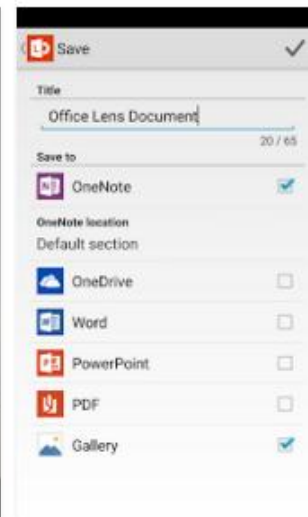 Save
Title
Office Lens Document
20 / 65
Save to
OneNote
OneNote location
Default section
OneDrive
Word
PowerPoint
PDF
Gallery